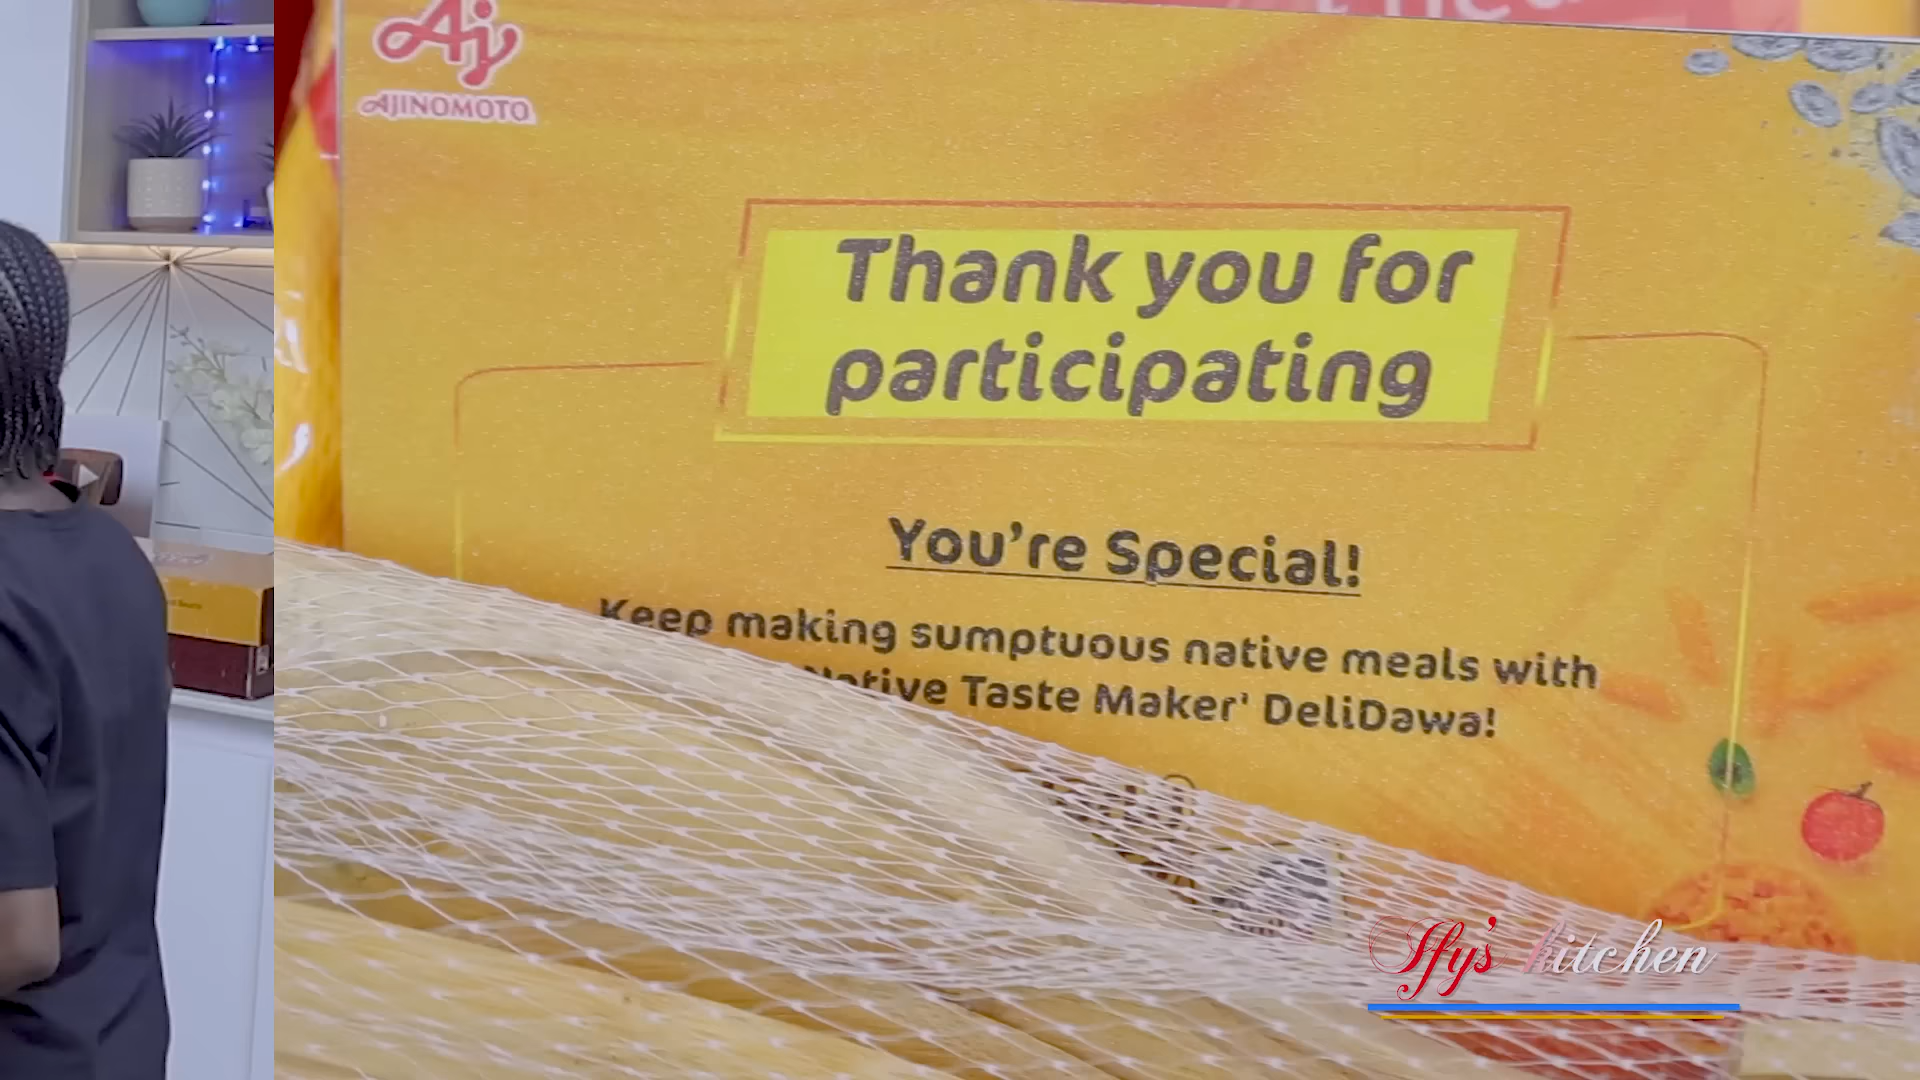 AJINOMOTO
Thank you for
participating
You're Special!
Keep making sumptuous native meals with
Native Taste Maker' DeliDawa!
Ify's kitchen